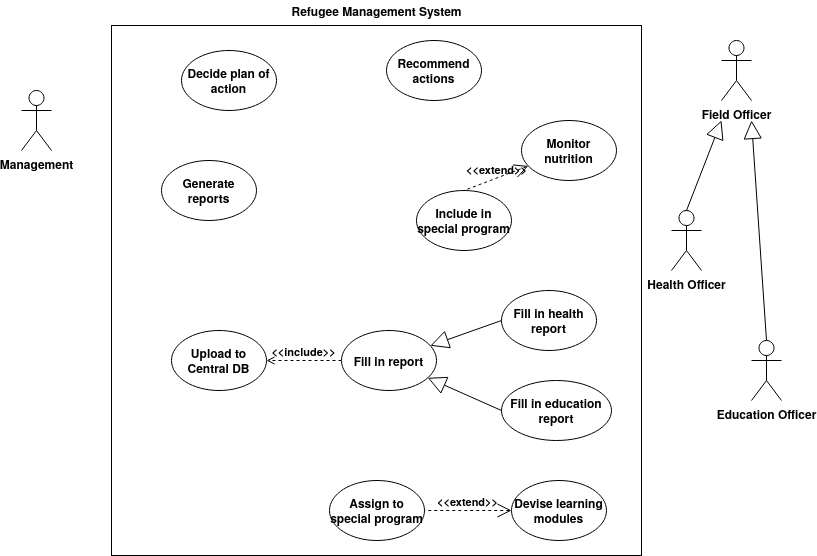 Refugee Management System
Decide plan of
action
Recommend
actions
Field Officer
Management
Monitor
nutrition
<<extend>>
Generate
reports
Include in
special program
Health Officer
Fill in health
report
Upload to
Central DB
<<include>>
Fill in report
Fill in education
report
Education Officer
Assign to
special program
<<extend>>
Devise learning
modules